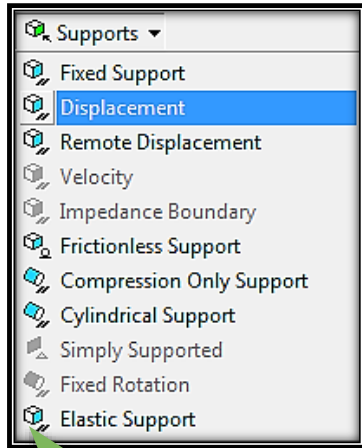 Supports
Fixed Support
Displacement
Remote Displacement
Velocity
Impedance Boundary
Frictionless Support
Compression Only Support
Cylindrical Support
Simply Supported
Fixed Rotation
Elastic Support